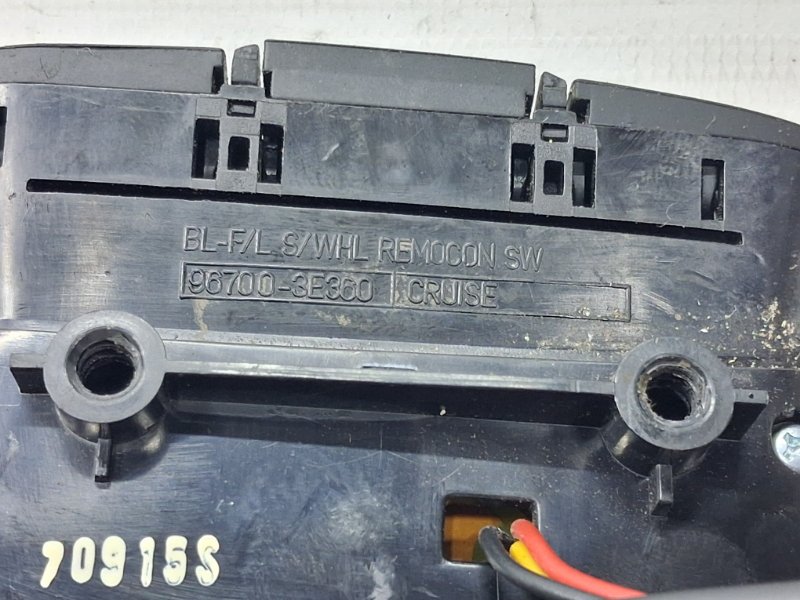 BL-F/L S/WHL REMOCON SW
96700-3E360 CRUISE
70915S